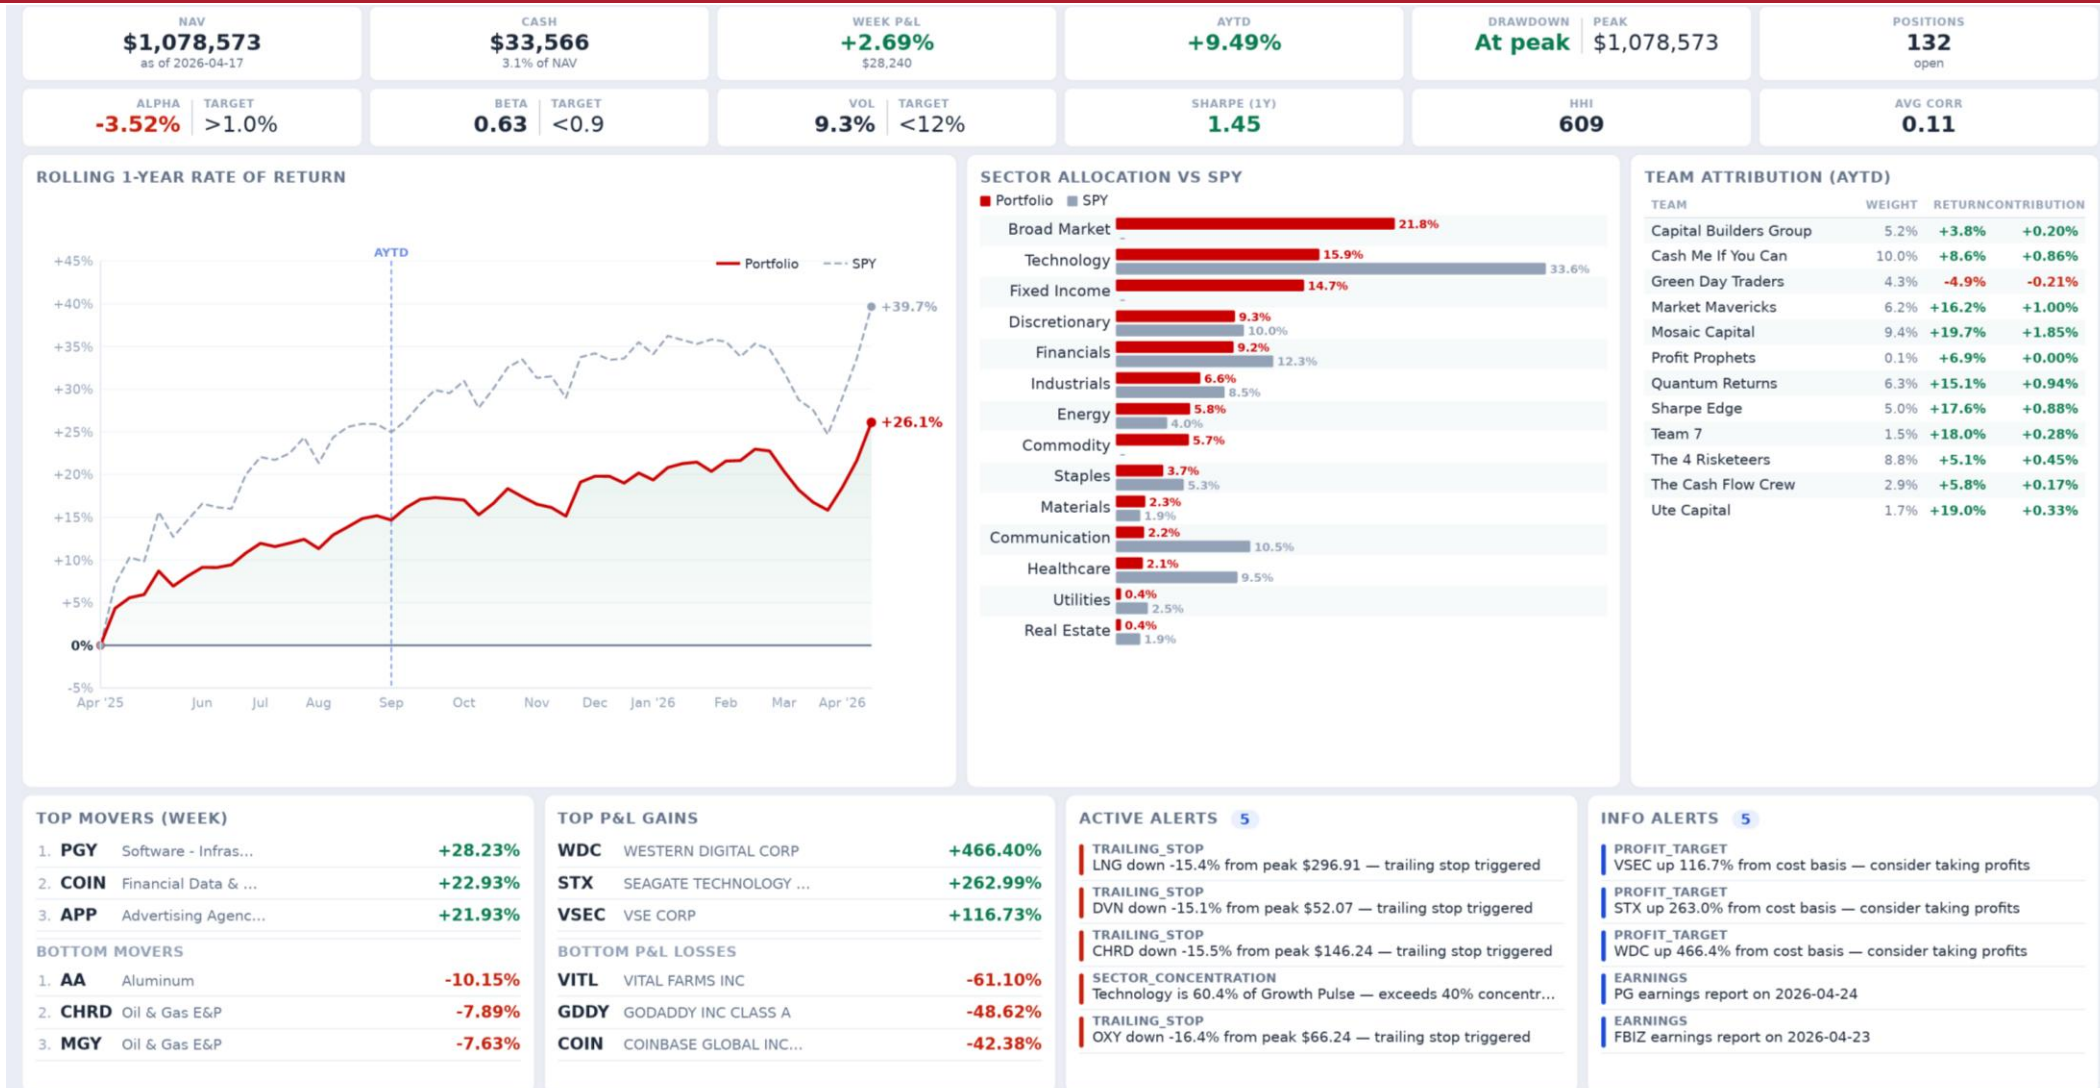 NAV
$1,078,573
as of 2026-04-17
CASH
$33,566
3.1% of NAV
WEEK P&L
+2.69%
$28,240
AYTD
+9.49%
DRAWDOWN PEAK
At peak $1,078,573
POSITIONS
132
open
ALPHA TARGET
-3.52% >1.0%
BETA TARGET
0.63 <0.9
VOL TARGET
9.3% <12%
SHARPE (1Y)
1.45
HHI
609
AVG CORR
0.11
ROLLING 1-YEAR RATE OF RETURN
AYTD
Portfolio SPY
+45%
+40%
+39.7%
+35%
+30%
+25%
+26.1%
+20%
+15%
+10%
+5%
0%
-5%
Apr '25 Jun Jul Aug Sep Oct Nov Dec Jan '26 Feb Mar Apr '26
SECTOR ALLOCATION VS SPY
Portfolio SPY
Broad Market 21.8%
–
Technology 15.9%
33.6%
Fixed Income 14.7%
–
Discretionary 9.3%
10.0%
Financials 9.2%
12.3%
Industrials 6.6%
8.5%
Energy 5.8%
4.0%
Commodity 5.7%
–
Staples 3.7%
5.3%
Materials 2.3%
1.9%
Communication 2.2%
10.5%
Healthcare 2.1%
9.5%
Utilities 0.4%
2.5%
Real Estate 0.4%
1.9%
TEAM ATTRIBUTION (AYTD)
TEAM WEIGHT RETURN CONTRIBUTION
Capital Builders Group 5.2% +3.8% +0.20%
Cash Me If You Can 10.0% +8.6% +0.86%
Green Day Traders 4.3% -4.9% -0.21%
Market Mavericks 6.2% +16.2% +1.00%
Mosaic Capital 9.4% +19.7% +1.85%
Profit Prophets 0.1% +6.9% +0.00%
Quantum Returns 6.3% +15.1% +0.94%
Sharpe Edge 5.0% +17.6% +0.88%
Team 7 1.5% +18.0% +0.28%
The 4 Risketeers 8.8% +5.1% +0.45%
The Cash Flow Crew 2.9% +5.8% +0.17%
Ute Capital 1.7% +19.0% +0.33%
TOP MOVERS (WEEK)
1. PGY Software - Infras... +28.23%
2. COIN Financial Data & ... +22.93%
3. APP Advertising Agenc... +21.93%
BOTTOM MOVERS
1. AA Aluminum -10.15%
2. CHRD Oil & Gas E&P -7.89%
3. MGY Oil & Gas E&P -7.63%
TOP P&L GAINS
WDC WESTERN DIGITAL CORP +466.40%
STX SEAGATE TECHNOLOGY ... +262.99%
VSEC VSE CORP +116.73%
BOTTOM P&L LOSSES
VITL VITAL FARMS INC -61.10%
GDDY GODADDY INC CLASS A -48.62%
COIN COINBASE GLOBAL INC... -42.38%
ACTIVE ALERTS 5
TRAILING_STOP
LNG down -15.4% from peak $296.91 — trailing stop triggered
TRAILING_STOP
DVN down -15.1% from peak $52.07 — trailing stop triggered
TRAILING_STOP
CHRD down -15.5% from peak $146.24 — trailing stop triggered
SECTOR_CONCENTRATION
Technology is 60.4% of Growth Pulse — exceeds 40% concentr...
TRAILING_STOP
OXY down -16.4% from peak $66.24 — trailing stop triggered
INFO ALERTS 5
PROFIT_TARGET
VSEC up 116.7% from cost basis — consider taking profits
PROFIT_TARGET
STX up 263.0% from cost basis — consider taking profits
PROFIT_TARGET
WDC up 466.4% from cost basis — consider taking profits
EARNINGS
PG earnings report on 2026-04-24
EARNINGS
FBIZ earnings report on 2026-04-23